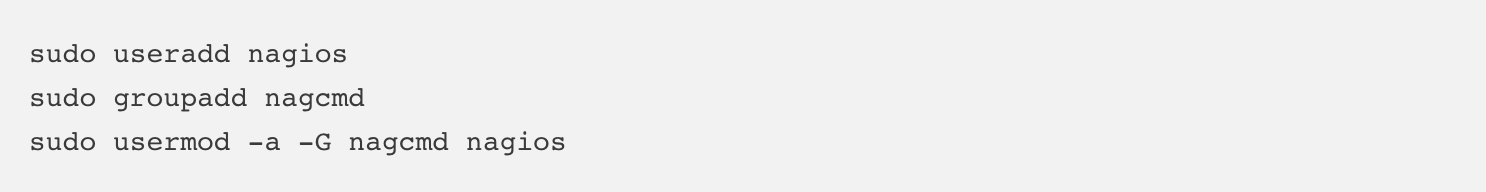 sudo useradd nagios
sudo groupadd nagcmd
sudo usermod -a -G nagcmd nagios